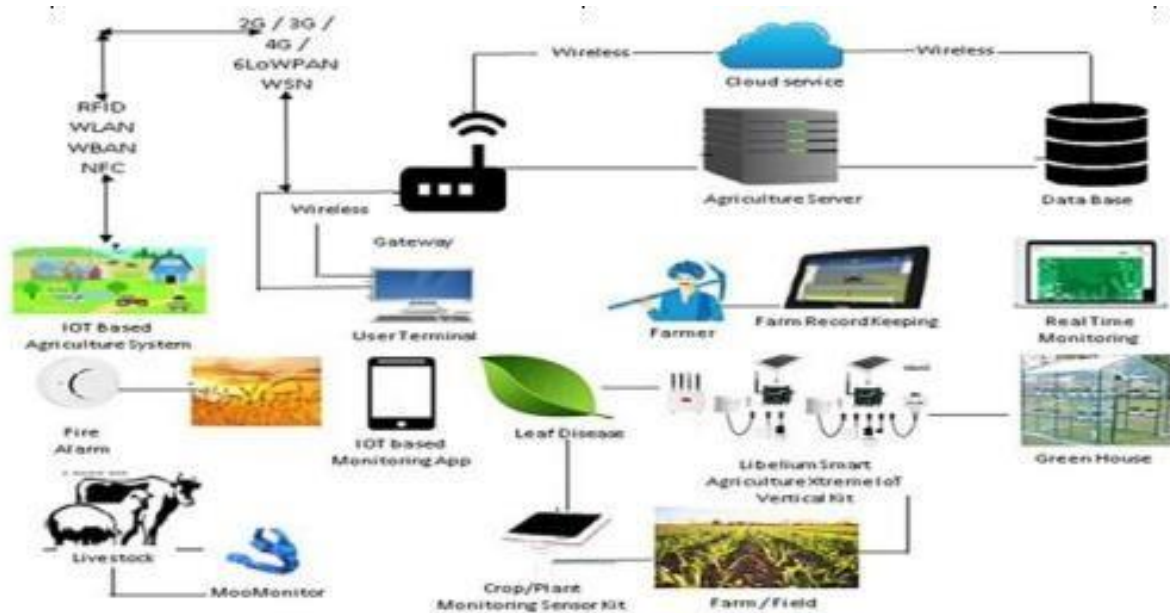 2G / 3G /
4G /
6LoWPAN
WSN
Wireless
Wireless
Cloud service
RFID
WLAN
WBAN
NFC
Agriculture Server
Data Base
Wireless
Gateway
IOT Based
Agriculture System
User Terminal
Farmer
Farm Record Keeping
Real Time
Monitoring
Fire
Alarm
IOT based
Monitoring App
Leaf Disease
Libelium Smart
Agriculture Xtreme IoT
Vertical Kit
Green House
Livestock
MooMonitor
Crop/Plant
Monitoring Sensor Kit
Farm / Field